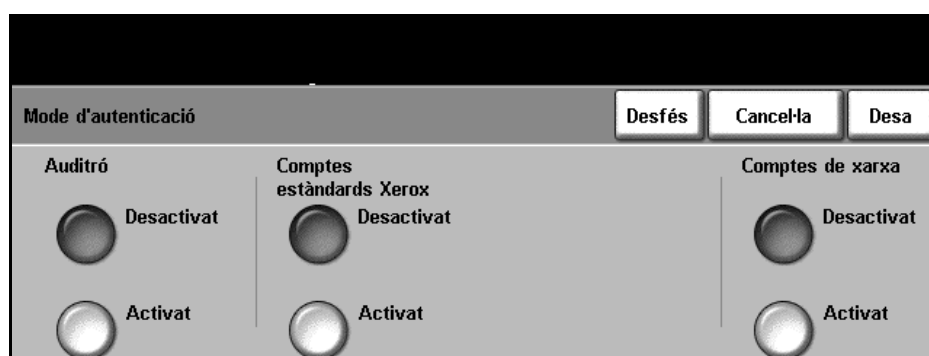 Mode d'autenticació
Desfés
Cancel·la
Desa
Auditró
Comptes
estàndards Xerox
Comptes de xarxa
Desactivat
Desactivat
Desactivat
Activat
Activat
Activat